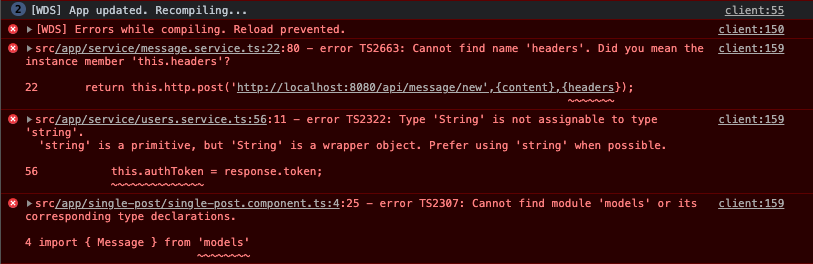 2 [WDS] App updated. Recompiling... client:55
[WDS] Errors while compiling. Reload prevented. client:150
src/app/service/message.service.ts:22:80 - error TS2663: Cannot find name 'headers'. Did you mean the client:159
instance member 'this.headers'?
22 return this.http.post('http://localhost:8080/api/message/new',{content},{headers});
src/app/service/users.service.ts:56:11 - error TS2322: Type 'String' is not assignable to type client:159
'string'.
'string' is a primitive, but 'String' is a wrapper object. Prefer using 'string' when possible.
56 this.authToken = response.token;
src/app/single-post/single-post.component.ts:4:25 - error TS2307: Cannot find module 'models' or its client:159
corresponding type declarations.
4 import { Message } from 'models'